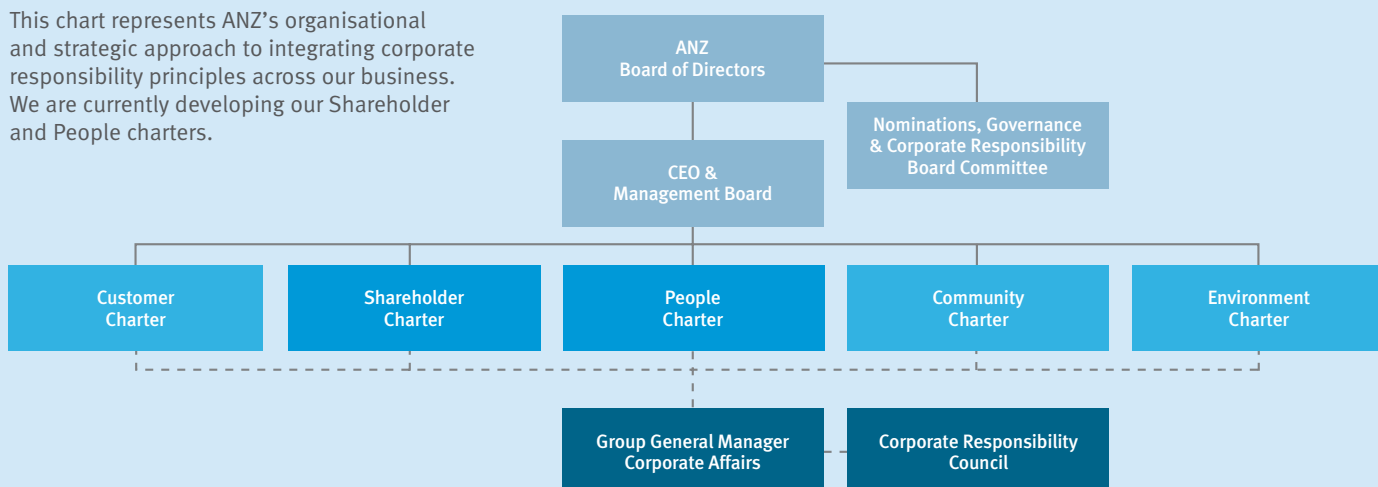 This chart represents ANZ’s organisational
and strategic approach to integrating corporate
responsibility principles across our business.
We are currently developing our Shareholder
and People charters.
ANZ
Board of Directors
Nominations, Governance
& Corporate Responsibility
Board Committee
CEO &
Management Board
Customer
Charter
Shareholder
Charter
People
Charter
Community
Charter
Environment
Charter
Group General Manager
Corporate Affairs
Corporate Responsibility
Council